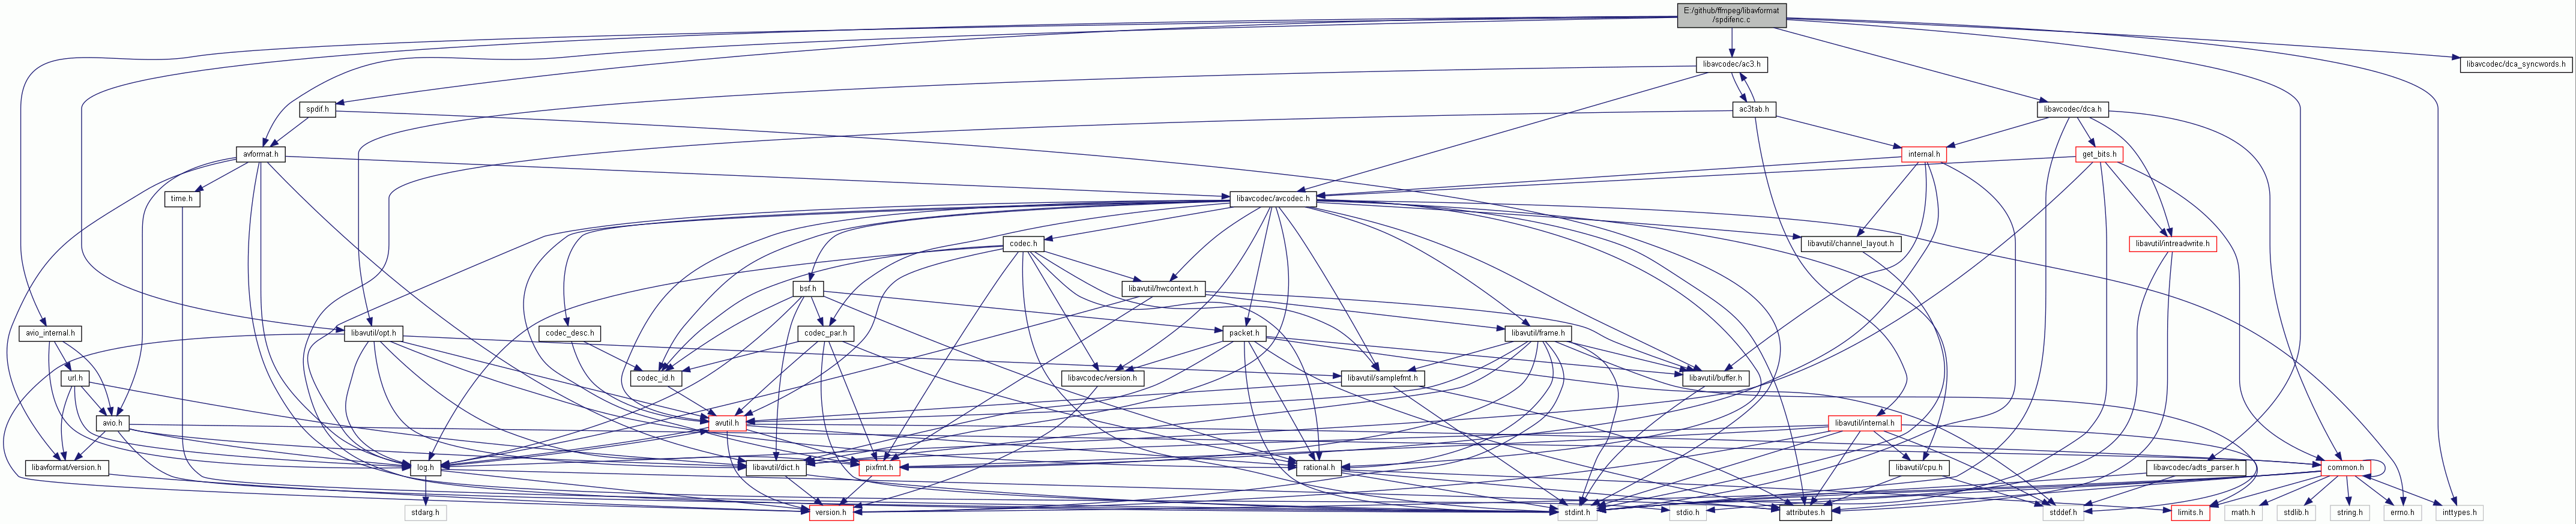 E:/github/ffmpeg/libavformat
/spdifenc.c
libavcodec/ac3.h
libavcodec/dca_syncwords.h
spdif.h
ac3tab.h
libavcodec/dca.h
avformat.h
internal.h
get_bits.h
time.h
libavcodec/avcodec.h
codec.h
libavutil/channel_layout.h
libavutil/intreadwrite.h
bsf.h
libavutil/hwcontext.h
avio_internal.h
libavutil/opt.h
codec_desc.h
codec_par.h
packet.h
libavutil/frame.h
url.h
codec_id.h
libavcodec/version.h
libavutil/samplefmt.h
libavutil/buffer.h
avio.h
avutil.h
libavutil/internal.h
libavformat/version.h
log.h
libavutil/dict.h
pixfmt.h
rational.h
libavutil/cpu.h
libavcodec/adts_parser.h
common.h
stdarg.h
version.h
stdint.h
stdio.h
attributes.h
stddef.h
limits.h
math.h
stdlib.h
string.h
errno.h
inttypes.h